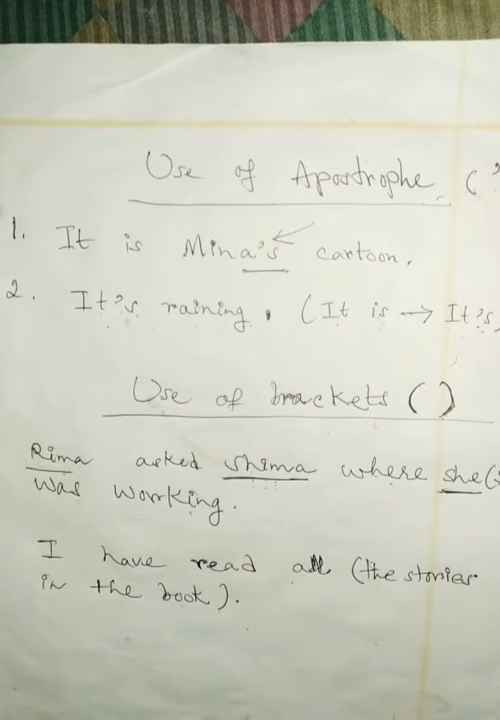 Use of Apostrophe (’
1. It is Mina's cartoon.
2. It's raining. (It is → It's
Use of brackets ( )
Rima asked Shima where she (
was working.
I have read all (the stories
in the book).